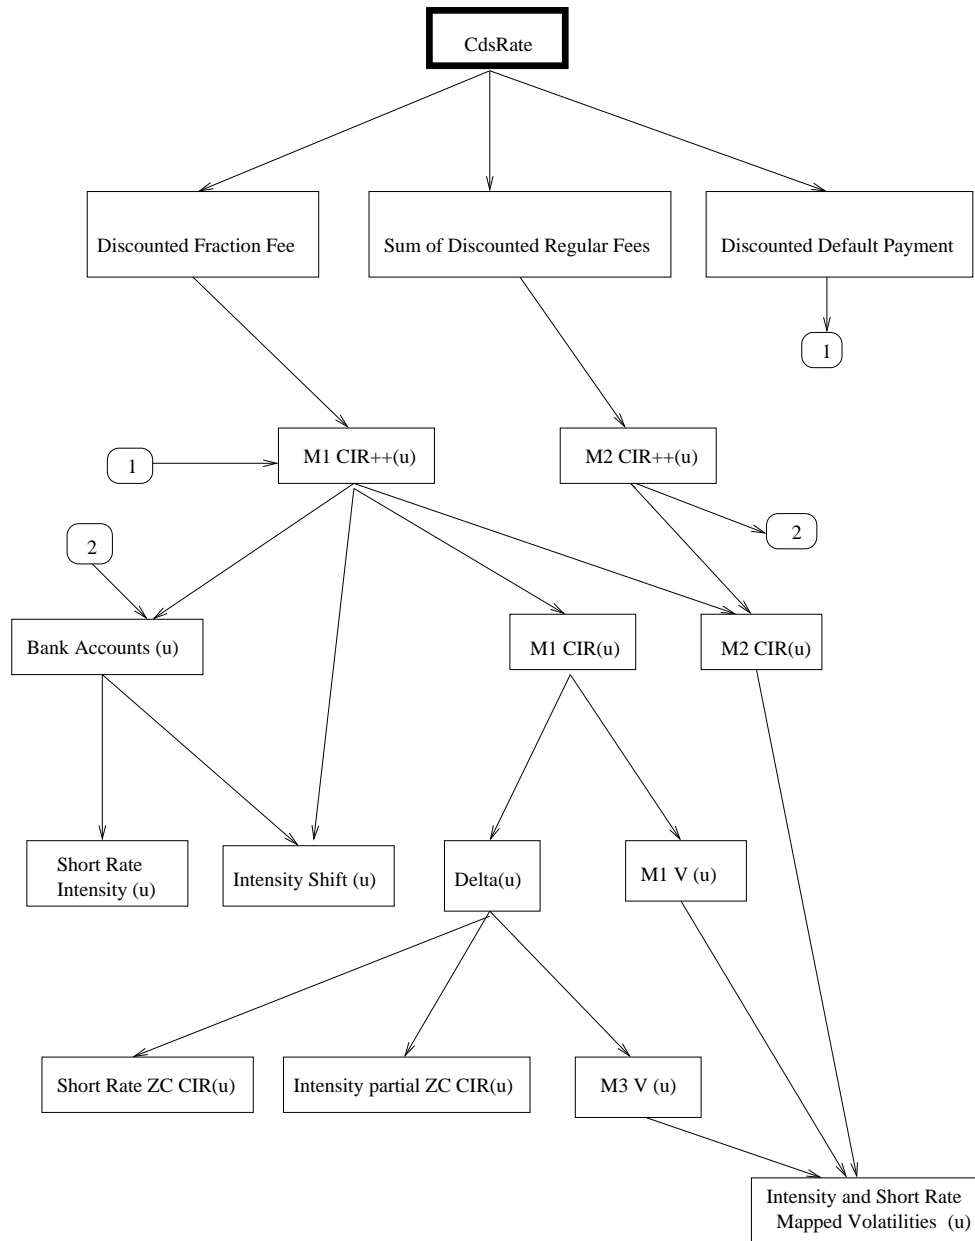 CdsRate
Discounted Fraction Fee
Sum of Discounted Regular Fees
Discounted Default Payment
1
1
M1 CIR++(u)
M2 CIR++(u)
2
2
Bank Accounts (u)
M1 CIR(u)
M2 CIR(u)
Short Rate
Intensity (u)
Intensity Shift (u)
Delta(u)
M1 V (u)
Short Rate ZC CIR(u)
Intensity partial ZC CIR(u)
M3 V (u)
Intensity and Short Rate
Mapped Volatilities (u)